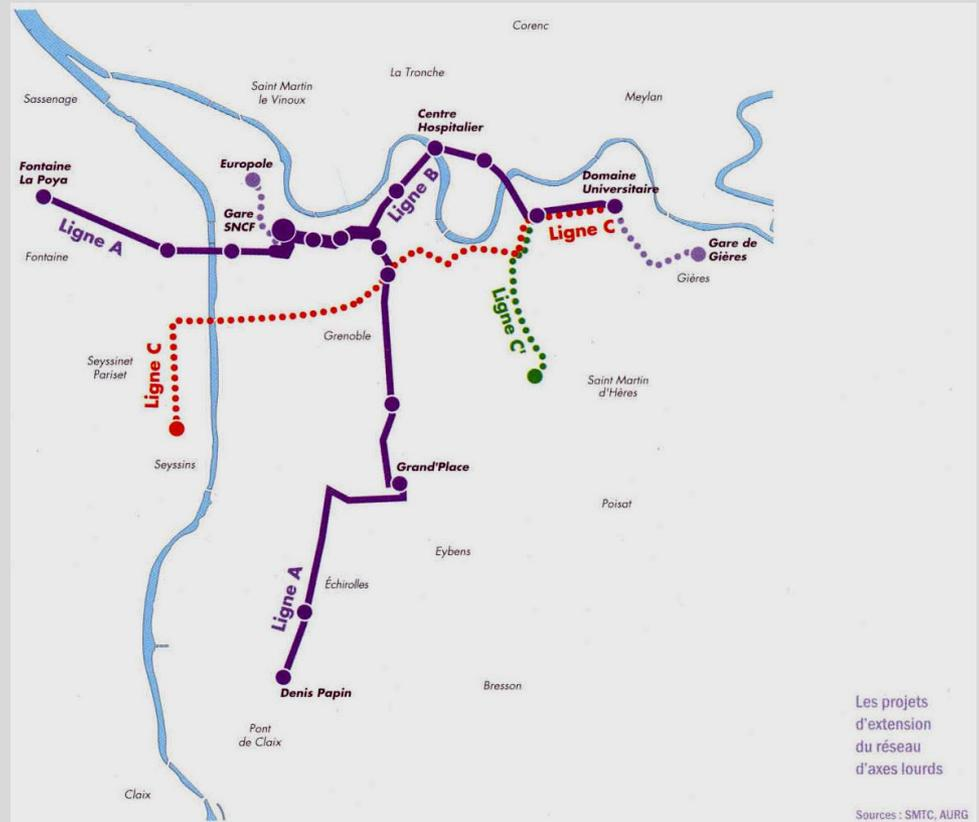 Corenc
La Tronche
Saint Martin
le Vinoux
Sassenage
Meylan
Centre
Hospitalier
Europole
Fontaine
La Poya
Domaine
Universitaire
Ligne B
Gare
SNCF
Ligne A
Ligne C
Gare de
Gières
Fontaine
Gières
Ligne C'
Grenoble
Seyssinet
Pariset
Ligne C
Saint Martin
d'Hères
Seyssins
Grand'Place
Poisat
Eybens
Échirolles
Ligne A
Bresson
Denis Papin
Pont
de Claix
Claix
Les projets
d'extension
du réseau
d'axes lourds
Sources : SMTC, AURG